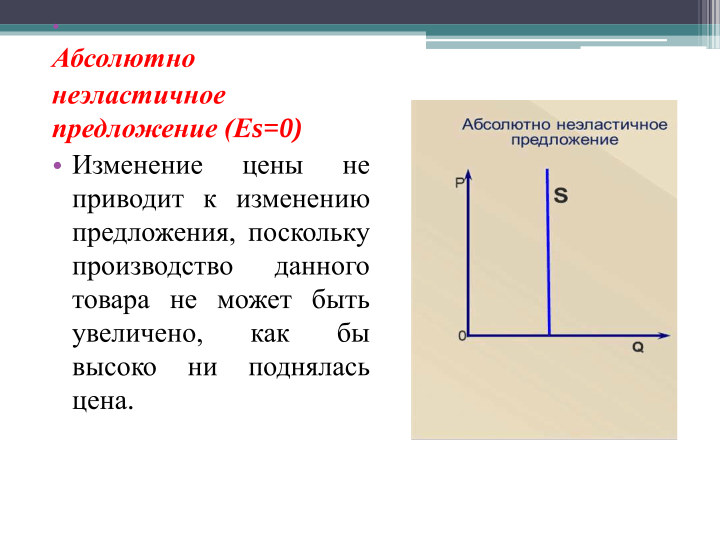 Абсолютно
неэластичное
предложение (Es=0)
• Изменение цены не
приводит к изменению
предложения, поскольку
производство данного
товара не может быть
увеличено, как бы
высоко ни поднялась
цена.
Абсолютно неэластичное
предложение
P
S
0
Q